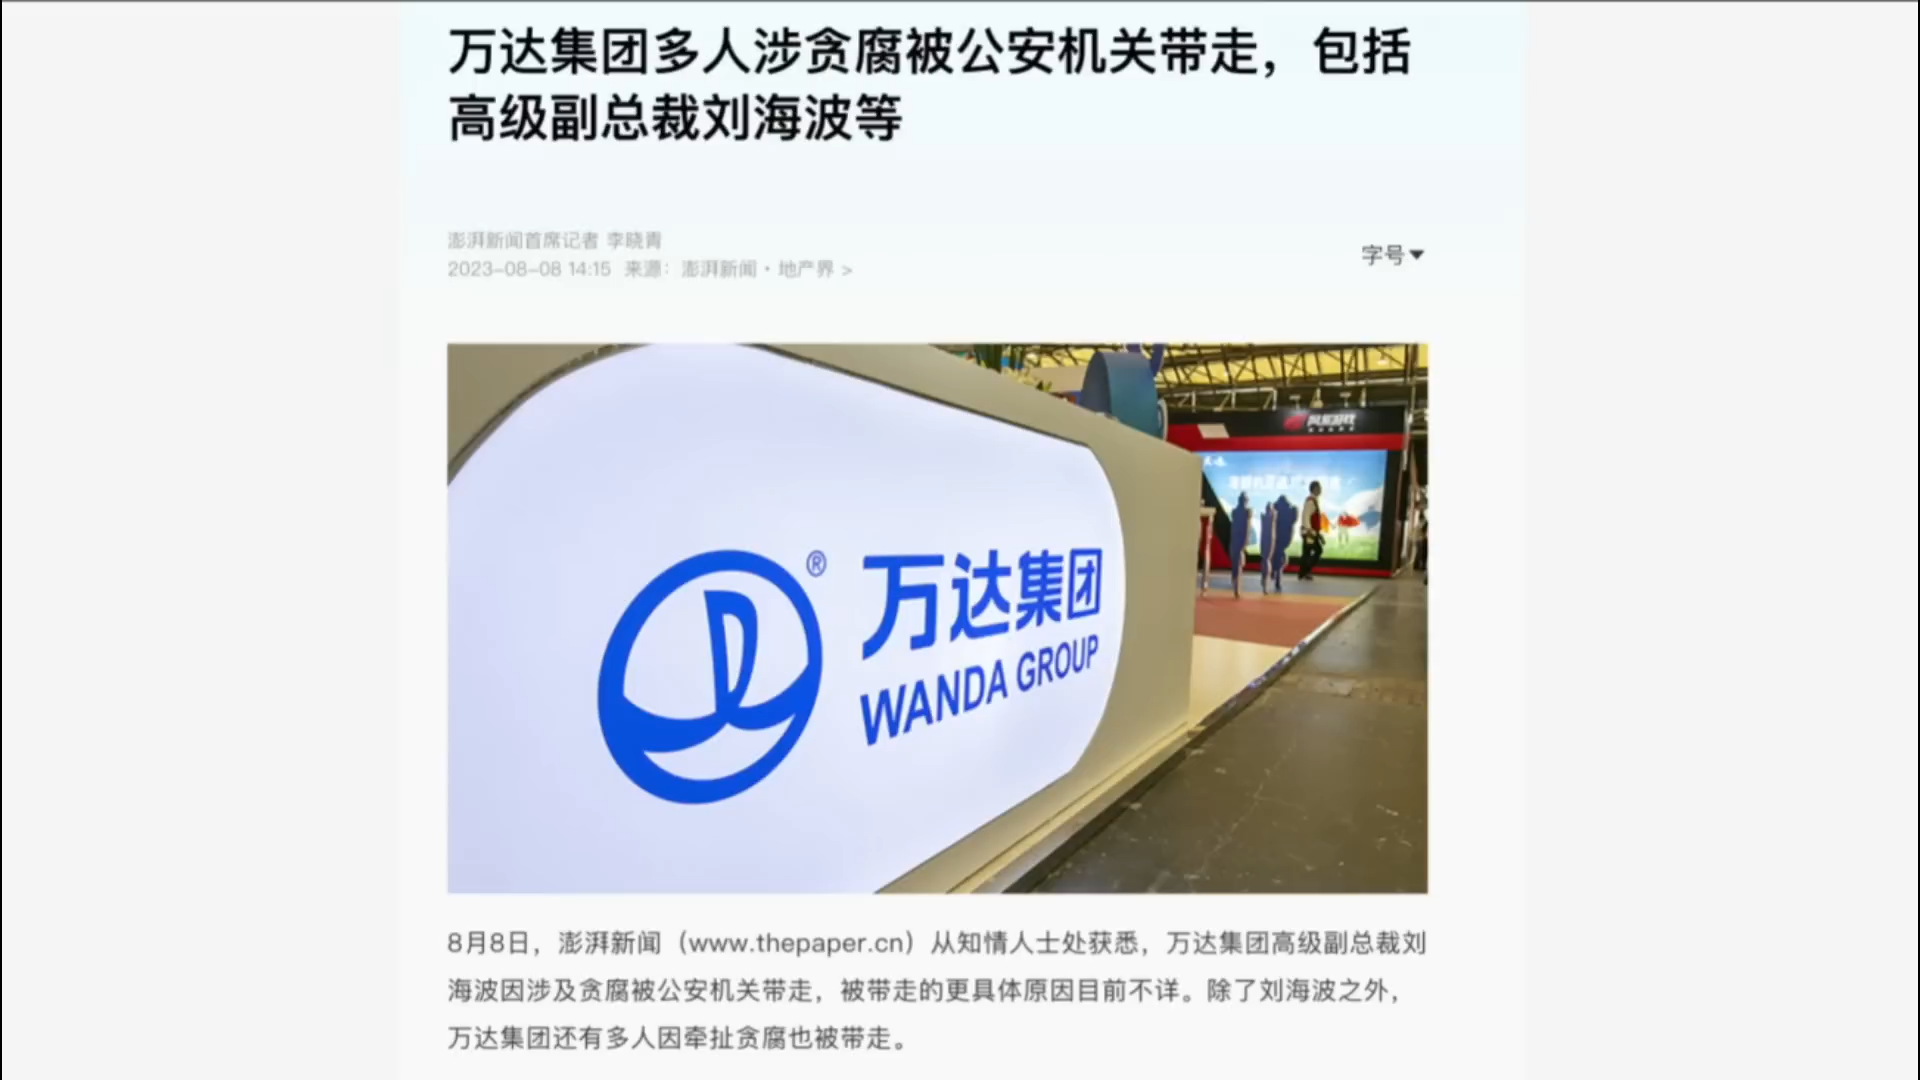 万达集团多人涉贪腐被公安机关带走，包括
高级副总裁刘海波等
澎湃新闻首席记者 李晓青
2023-08-08 14:15 来源：澎湃新闻·地产界 >
字号▼
®
万达集团
WANDA GROUP
8月8日，澎湃新闻（www.thepaper.cn）从知情人士处获悉，万达集团高级副总裁刘
海波因涉及贪腐被公安机关带走，被带走的更具体原因目前不详。除了刘海波之外，
万达集团还有多人因牵扯贪腐也被带走。